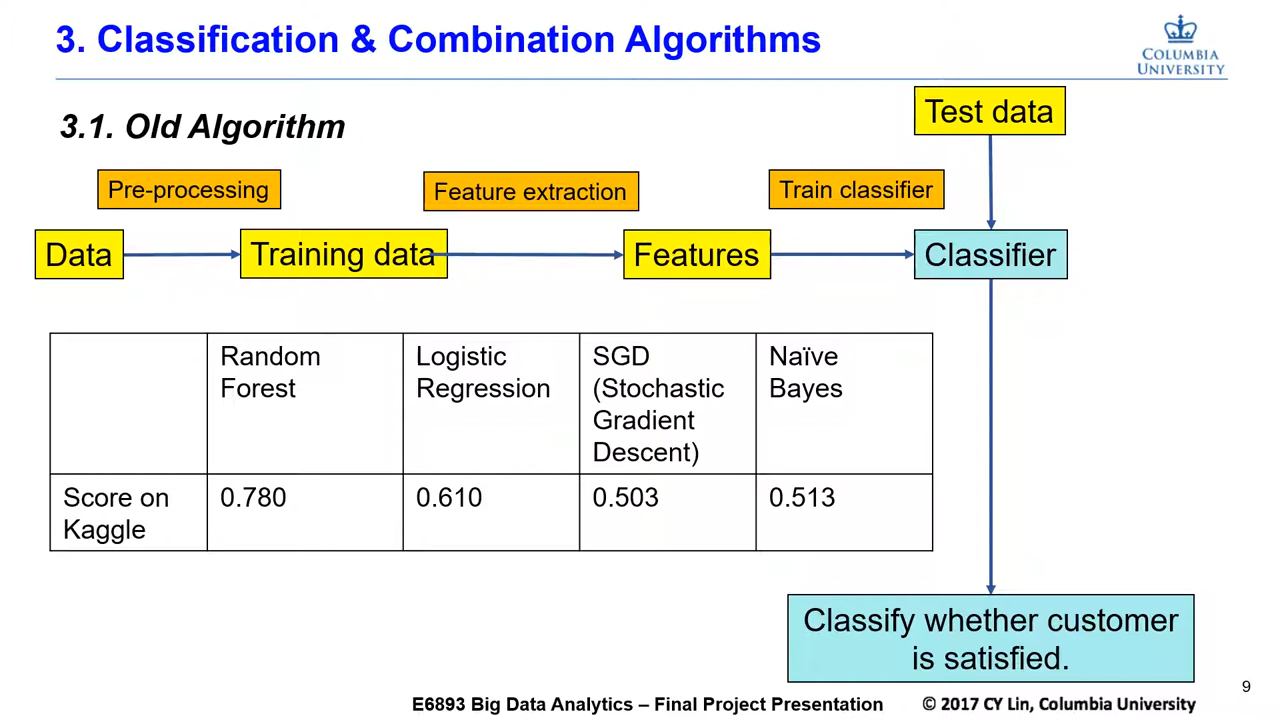 3. Classification & Combination Algorithms
COLUMBIA
UNIVERSITY
3.1. Old Algorithm
Test data
Pre-processing
Feature extraction
Train classifier
Data
Training data
Features
Classifier
Random
Forest
Logistic
Regression
SGD
(Stochastic
Gradient
Descent)
Naïve
Bayes
Score on
Kaggle
0.780
0.610
0.503
0.513
Classify whether customer
is satisfied.
9
E6893 Big Data Analytics – Final Project Presentation
© 2017 CY Lin, Columbia University